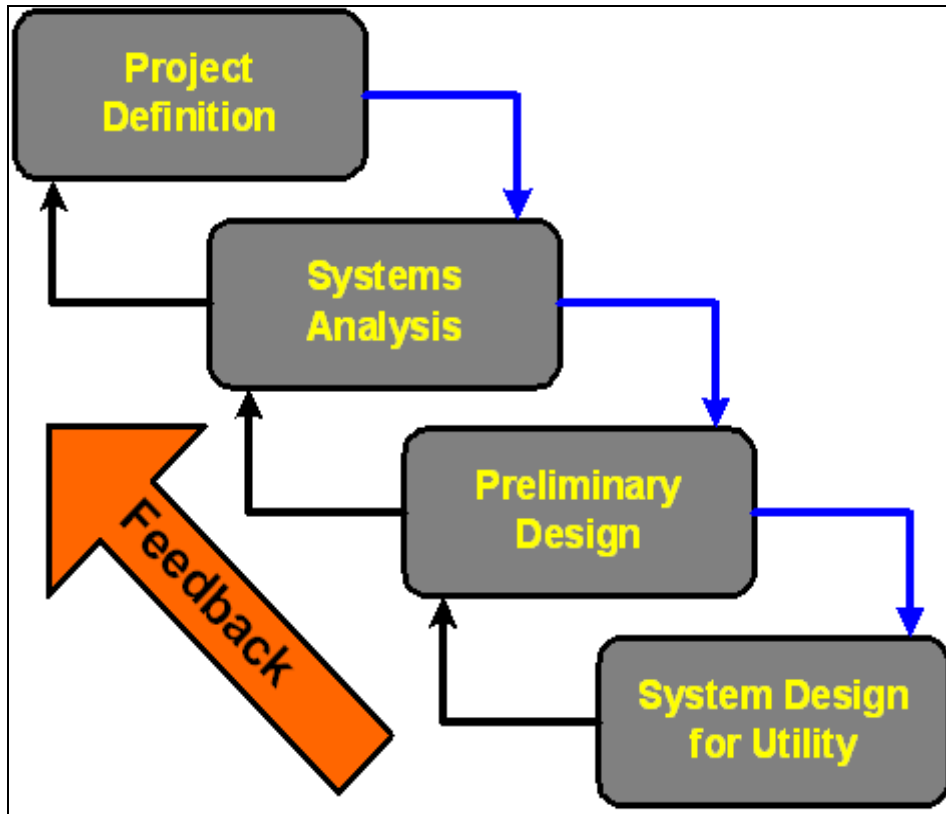 Project
Definition
Systems
Analysis
Preliminary
Design
Feedback
System Design
for Utility